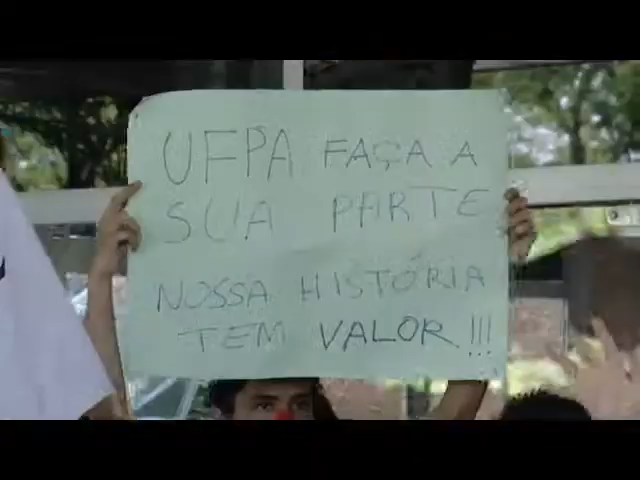 UFPA FAÇA A
SUA PARTE
NOSSA HISTÓRIA
TEM VALOR!!!